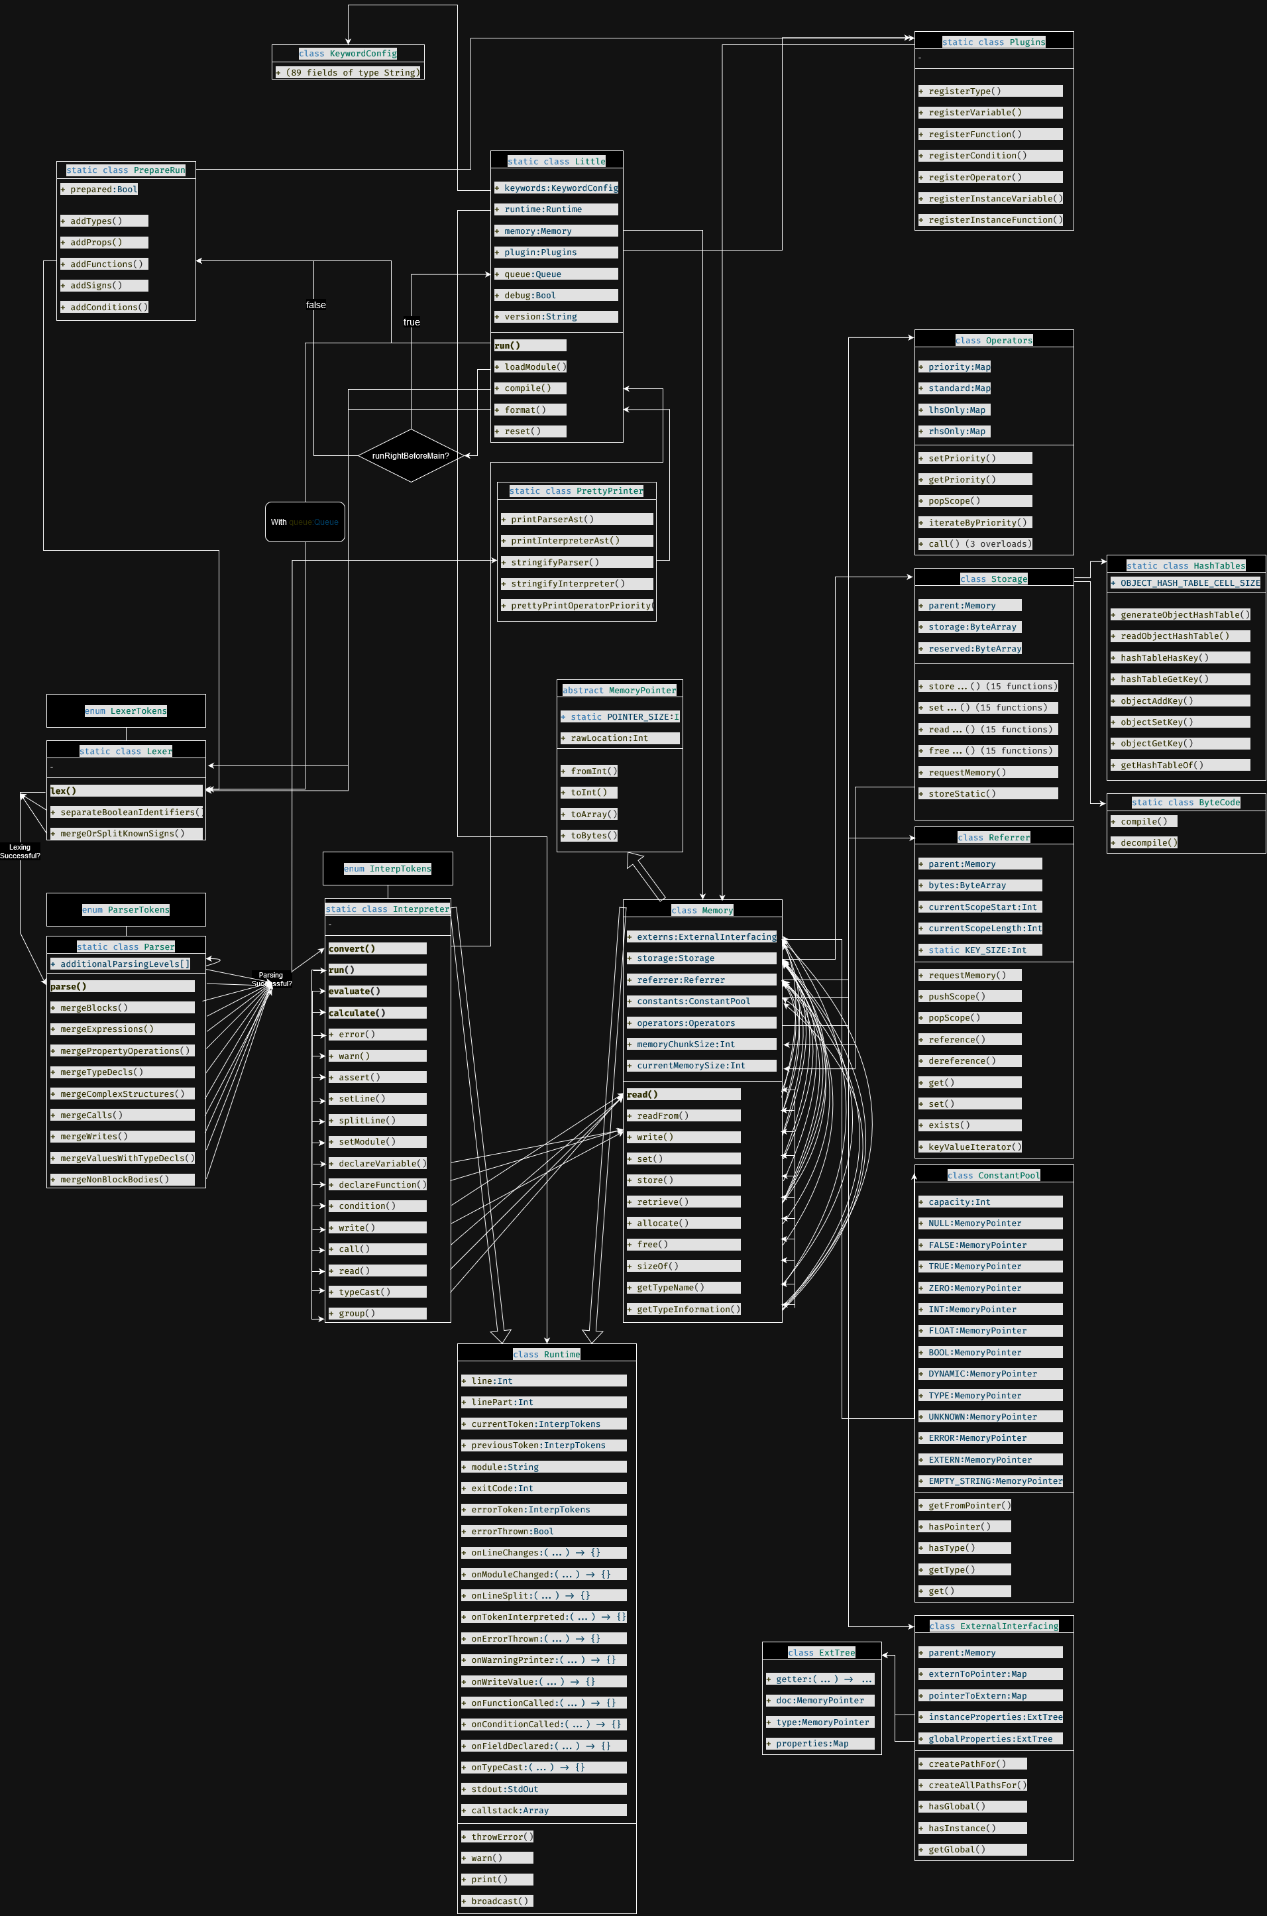 class KeywordConfig
+ (89 fields of type String)
static class Plugins
-
+ registerType()
+ registerVariable()
+ registerFunction()
+ registerCondition()
+ registerOperator()
+ registerInstanceVariable()
+ registerInstanceFunction()
static class PrepareRun
+ prepared:Bool
+ addTypes()
+ addProps()
+ addFunctions()
+ addSigns()
+ addConditions()
static class Little
+ keywords:KeywordConfig
+ runtime:Runtime
+ memory:Memory
+ plugin:Plugins
+ queue:Queue
+ debug:Bool
+ version:String
run()
+ loadModule()
+ compile()
+ format()
+ reset()
false
true
runRightBeforeMain?
With queue:Queue
class Operators
+ priority:Map
+ standard:Map
+ lhsOnly:Map
+ rhsOnly:Map
+ setPriority()
+ getPriority()
+ popScope()
+ iterateByPriority()
+ call() (3 overloads)
static class PrettyPrinter
+ printParserAst()
+ printInterpreterAst()
+ stringifyParser()
+ stringifyInterpreter()
+ prettyPrintOperatorPriority(
class Storage
+ parent:Memory
+ storage:ByteArray
+ reserved:ByteArray
+ store...() (15 functions)
+ set...() (15 functions)
+ read...() (15 functions)
+ free...() (15 functions)
+ requestMemory()
+ storeStatic()
static class HashTables
+ OBJECT_HASH_TABLE_CELL_SIZE
+ generateObjectHashTable()
+ readObjectHashTable()
+ hashTableHasKey()
+ hashTableGetKey()
+ objectAddKey()
+ objectSetKey()
+ objectGetKey()
+ getHashTableOf()
static class ByteCode
+ compile()
+ decompile()
abstract MemoryPointer
+ static POINTER_SIZE:I
+ rawLocation:Int
+ fromInt()
+ toInt()
+ toArray()
+ toBytes()
enum LexerTokens
static class Lexer
-
lex()
+ separateBooleanIdentifiers()
+ mergeOrSplitKnownSigns()
Lexing
Successful?
enum ParserTokens
static class Parser
+ additionalParsingLevels[]
parse()
+ mergeBlocks()
+ mergeExpressions()
+ mergePropertyOperations()
+ mergeTypeDecls()
+ mergeComplexStructures()
+ mergeCalls()
+ mergeWrites()
+ mergeValuesWithTypeDecls()
+ mergeNonBlockBodies()
Parsing
Successful?
enum InterpTokens
static class Interpreter
-
convert()
run()
evaluate()
calculate()
+ error()
+ warn()
+ assert()
+ setLine()
+ splitLine()
+ setModule()
+ declareVariable()
+ declareFunction()
+ condition()
+ write()
+ call()
+ read()
+ typeCast()
+ group()
class Memory
+ externs:ExternalInterfacing
+ storage:Storage
+ referrer:Referrer
+ constants:ConstantPool
+ operators:Operators
+ memoryChunkSize:Int
+ currentMemorySize:Int
read()
+ readFrom()
+ write()
+ set()
+ store()
+ retrieve()
+ allocate()
+ free()
+ sizeOf()
+ getTypeName()
+ getTypeInformation()
class Referrer
+ parent:Memory
+ bytes:ByteArray
+ currentScopeStart:Int
+ currentScopeLength:Int
+ static KEY_SIZE:Int
+ requestMemory()
+ pushScope()
+ popScope()
+ reference()
+ dereference()
+ get()
+ set()
+ exists()
+ keyValueIterator()
class ConstantPool
+ capacity:Int
+ NULL:MemoryPointer
+ FALSE:MemoryPointer
+ TRUE:MemoryPointer
+ ZERO:MemoryPointer
+ INT:MemoryPointer
+ FLOAT:MemoryPointer
+ BOOL:MemoryPointer
+ DYNAMIC:MemoryPointer
+ TYPE:MemoryPointer
+ UNKNOWN:MemoryPointer
+ ERROR:MemoryPointer
+ EXTERN:MemoryPointer
+ EMPTY_STRING:MemoryPointer
+ getFromPointer()
+ hasPointer()
+ hasType()
+ getType()
+ get()
class Runtime
+ line:Int
+ linePart:Int
+ currentToken:InterpTokens
+ previousToken:InterpTokens
+ module:String
+ exitCode:Int
+ errorToken:InterpTokens
+ errorThrown:Bool
+ onLineChanges:(...) → {}
+ onModuleChanged:(...) → {}
+ onLineSplit:(...) → {}
+ onTokenInterpreted:(...) → {}
+ onErrorThrown:(...) → {}
+ onWarningPrinter:(...) → {}
+ onWriteValue:(...) → {}
+ onFunctionCalled:(...) → {}
+ onConditionCalled:(...) → {}
+ onFieldDeclared:(...) → {}
+ onTypeCast:(...) → {}
+ stdout:StdOut
+ callstack:Array
+ throwError()
+ warn()
+ print()
+ broadcast()
class ExtTree
+ getter:(...) → ...
+ doc:MemoryPointer
+ type:MemoryPointer
+ properties:Map
class ExternalInterfacing
+ parent:Memory
+ externToPointer:Map
+ pointerToExtern:Map
+ instanceProperties:ExtTree
+ globalProperties:ExtTree
+ createPathFor()
+ createAllPathsFor()
+ hasGlobal()
+ hasInstance()
+ getGlobal()